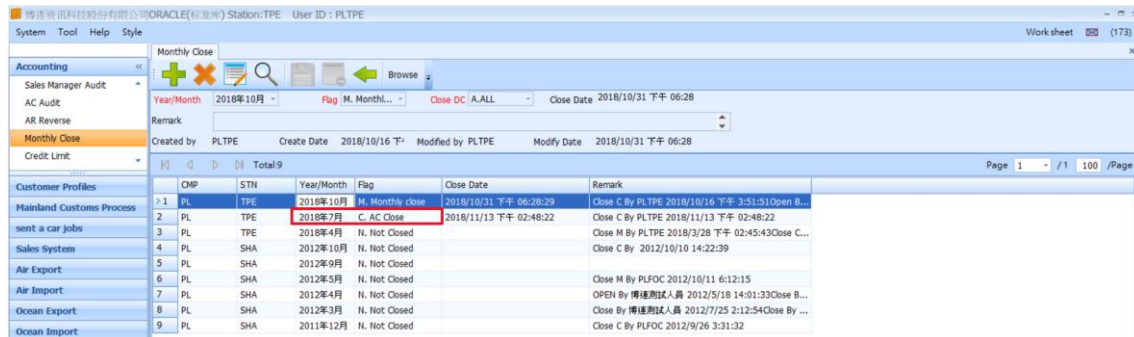 博連資訊科技股份有限公司ORACLE(标准库) Station:TPE User ID : PLTPE
System Tool Help Style Work sheet (173)
Monthly Close
Accounting
Browse
Sales Manager Audit
AC Audit
AR Reverse
Monthly Close
Credit Limit
Year/Month 2018年10月 Flag M. Monthl... Close DC A.ALL Close Date 2018/10/31 下午 06:28
Remark
Created by PLTPE Create Date 2018/10/16 下 Modified by PLTPE Modify Date 2018/10/31 下午 06:28
Total:9 Page 1 / 1 100 /Page
Customer Profiles
Mainland Customs Process
sent a car jobs
Sales System
Air Export
Air Import
Ocean Export
Ocean Import
CMP STN Year/Month Flag Close Date Remark
>1 PL TPE 2018年10月 M. Monthly close 2018/10/31 下午 06:28:29 Close C By PLTPE 2018/10/16 下午 3:51:51Open B...
2 PL TPE 2018年7月 C. AC Close 2018/11/13 下午 02:48:22 Close C By PLTPE 2018/11/13 下午 02:48:22
3 PL TPE 2018年4月 N. Not Closed Close M By PLTPE 2018/3/28 下午 02:45:43Close C...
4 PL SHA 2012年10月 N. Not Closed Close C By 2012/10/10 14:22:39
5 PL SHA 2012年9月 N. Not Closed
6 PL SHA 2012年5月 N. Not Closed Close M By PLFOC 2012/10/11 6:12:15
7 PL SHA 2012年4月 N. Not Closed OPEN By 博連測試人員 2012/5/18 14:01:33Close B...
8 PL SHA 2012年3月 N. Not Closed Close By 博連測試人員 2012/7/25 2:12:54Close By ...
9 PL SHA 2011年12月 N. Not Closed Close C By PLFOC 2012/9/26 3:31:32